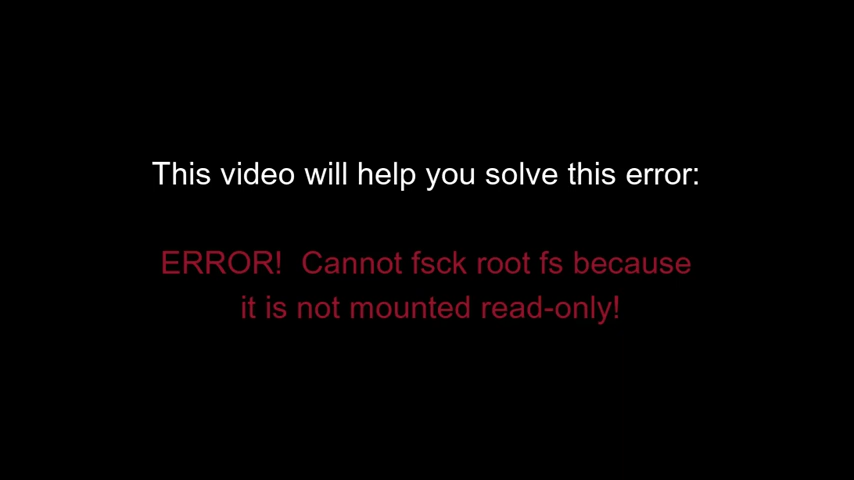 This video will help you solve this error:
ERROR!  Cannot fsck root fs because
it is not mounted read-only!